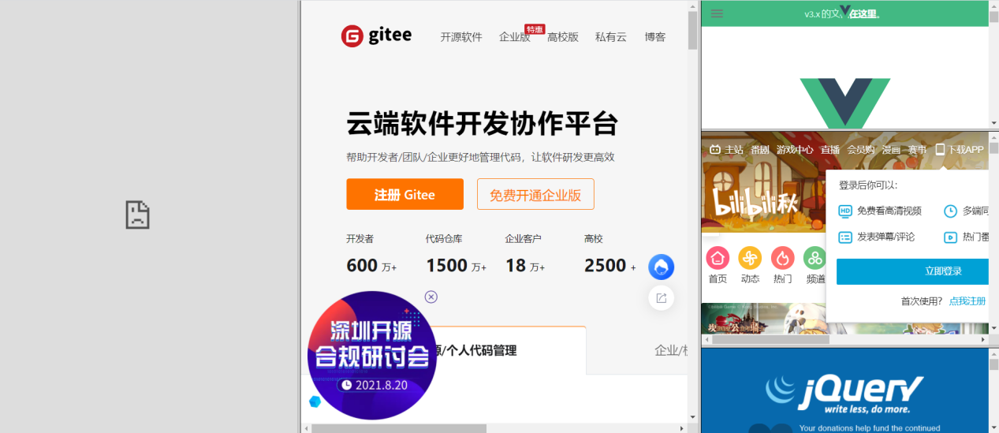 gitee
开源软件 企业版 特惠 高校版 私有云 博客
云端软件开发协作平台
帮助开发者/团队/企业更好地管理代码，让软件研发更高效
注册 Gitee 免费开通企业版
开发者 代码仓库 企业客户 高校
600 万+ 1500 万+ 18 万+ 2500 +
深圳开源
合规研讨会
2021.8.20
源/个人代码管理 企业/
v3.x 的文 在这里。
主站 番剧 游戏中心 直播 会员购 漫画 赛事 下载APP
bilibili秋
登录后你可以：
HD 免费看高清视频 多端同
发表弹幕/评论 热门番
立即登录
首次使用？ 点我注册
首页 动态 热门 频道
jQuery
write less, do more.
Your donations help fund the continued